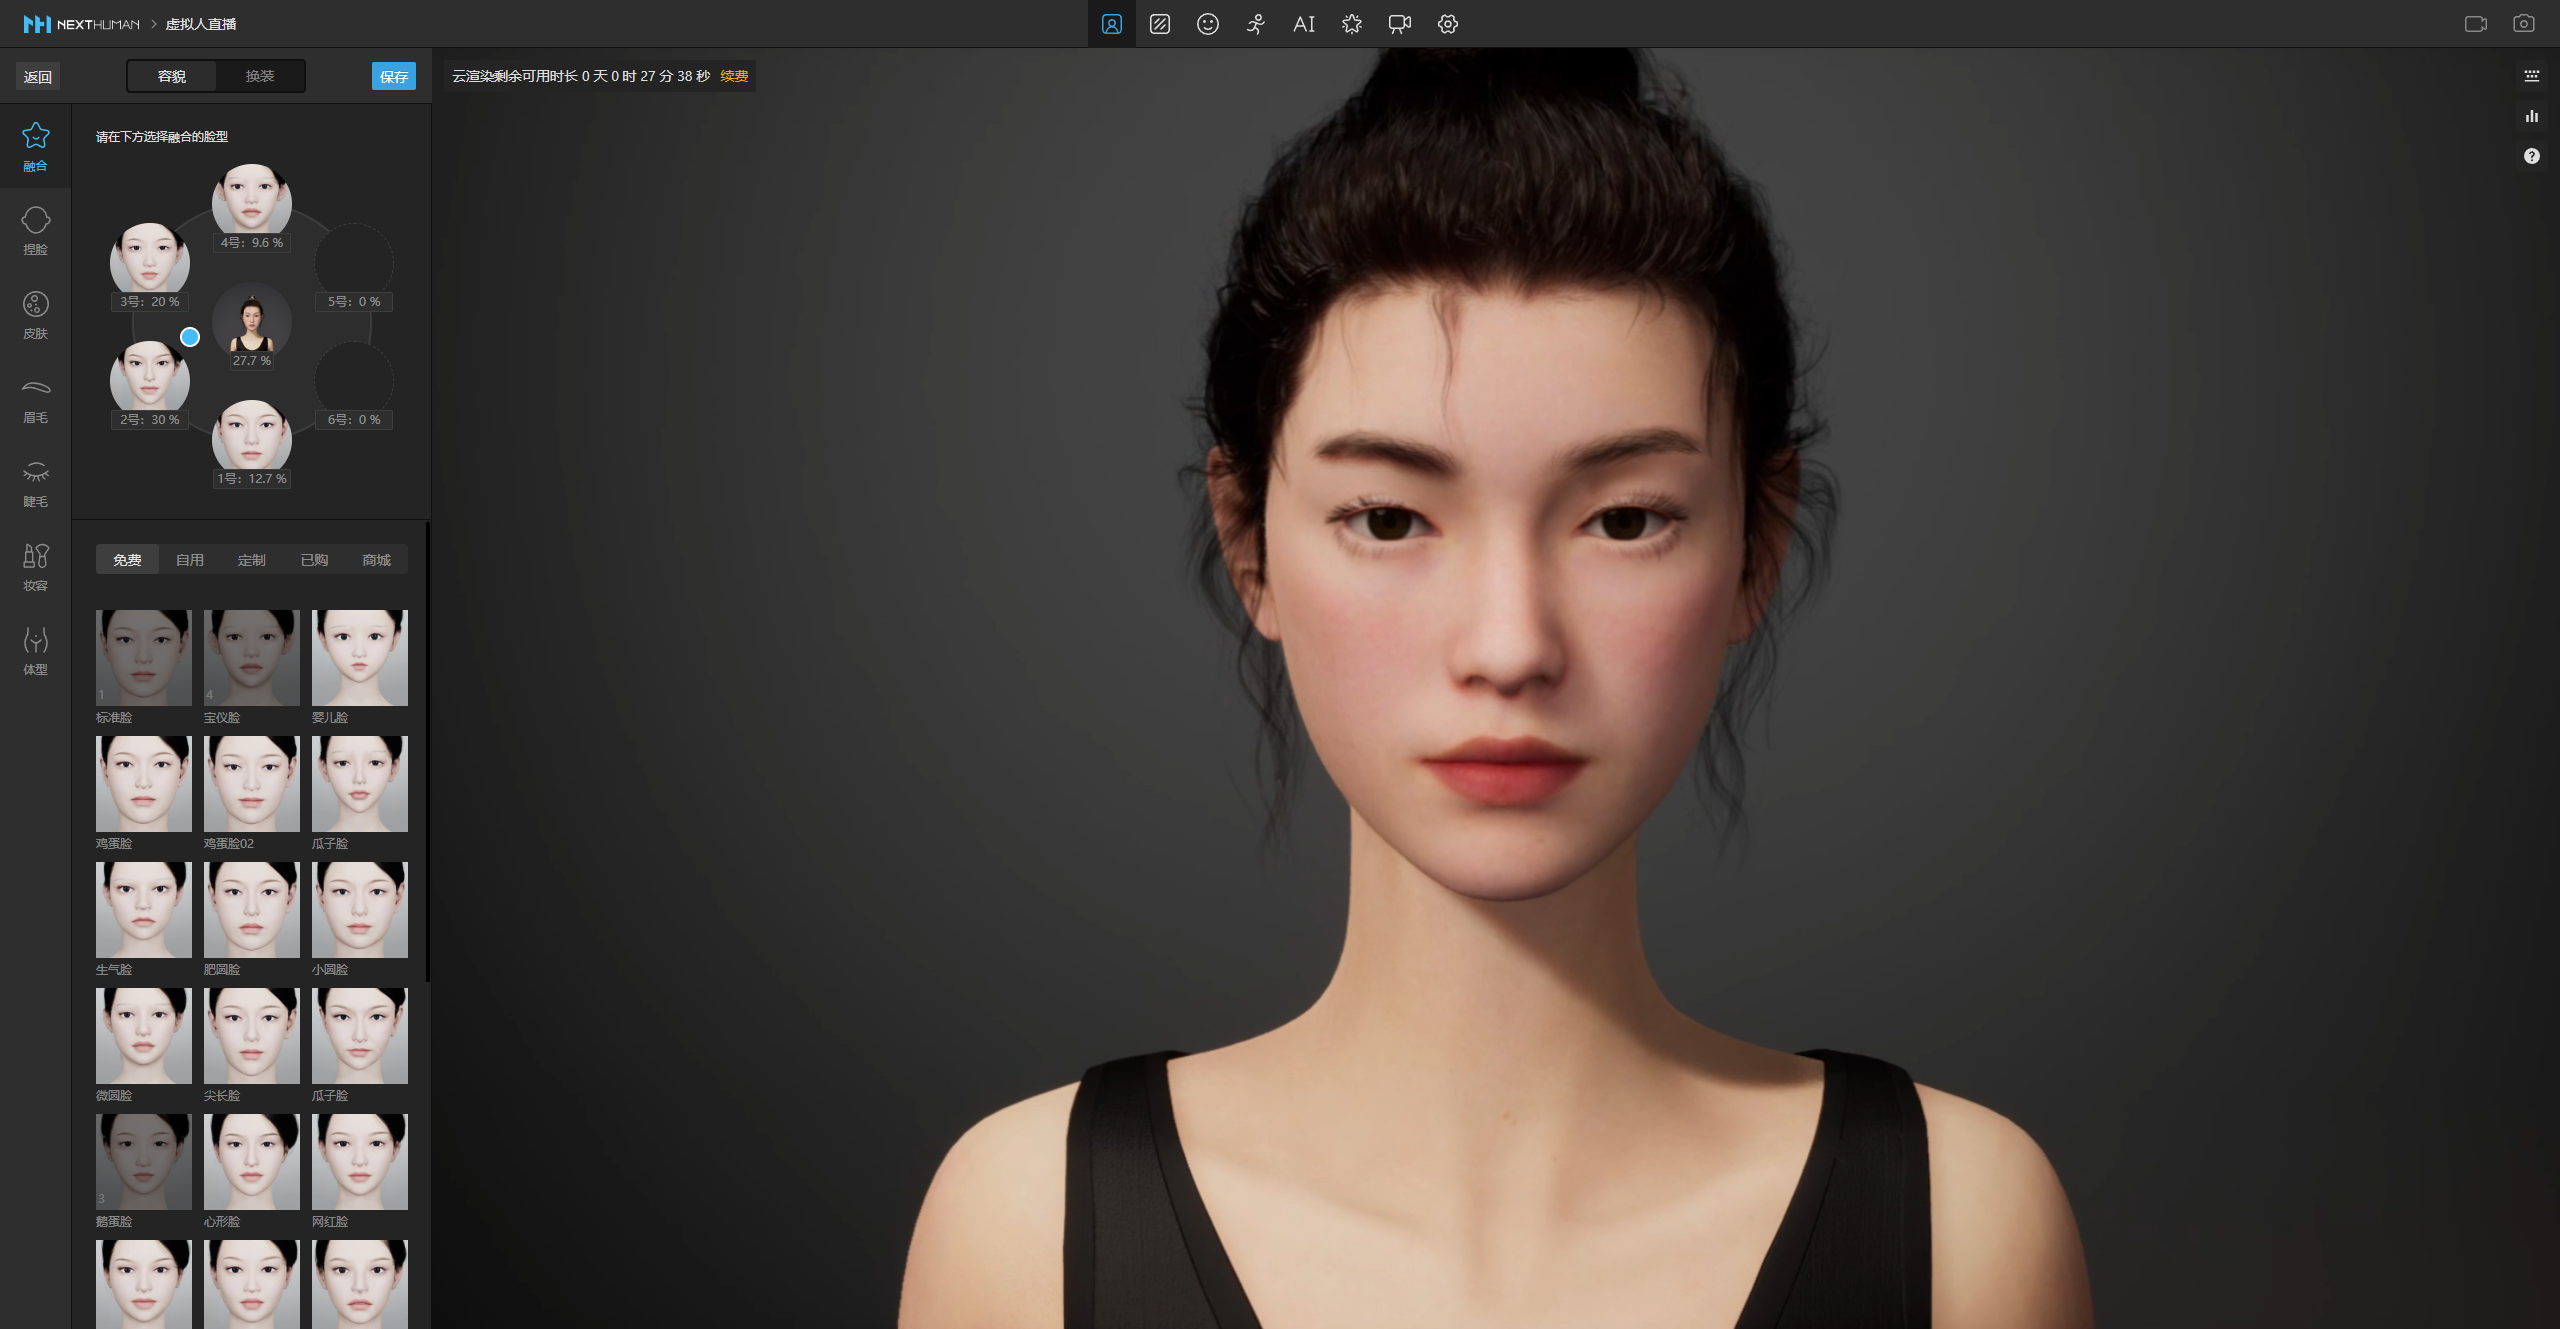 NEXTHUMAN > 虚拟人直播
AI
返回 容貌 换装 保存
云渲染剩余可用时长 0 天 0 时 27 分 38 秒 续费
融合
捏脸
皮肤
眉毛
睫毛
妆容
体型
请在下方选择融合的脸型
4号：9.6 %
3号：20 %
5号：0 %
27.7 %
2号：30 %
6号：0 %
1号：12.7 %
免费 自用 定制 已购 商城
1 4
标准脸 宝仪脸 婴儿脸
鸡蛋脸 鸡蛋脸02 瓜子脸
生气脸 肥圆脸 小圆脸
微圆脸 尖长脸 瓜子脸
3
鹅蛋脸 心形脸 网红脸